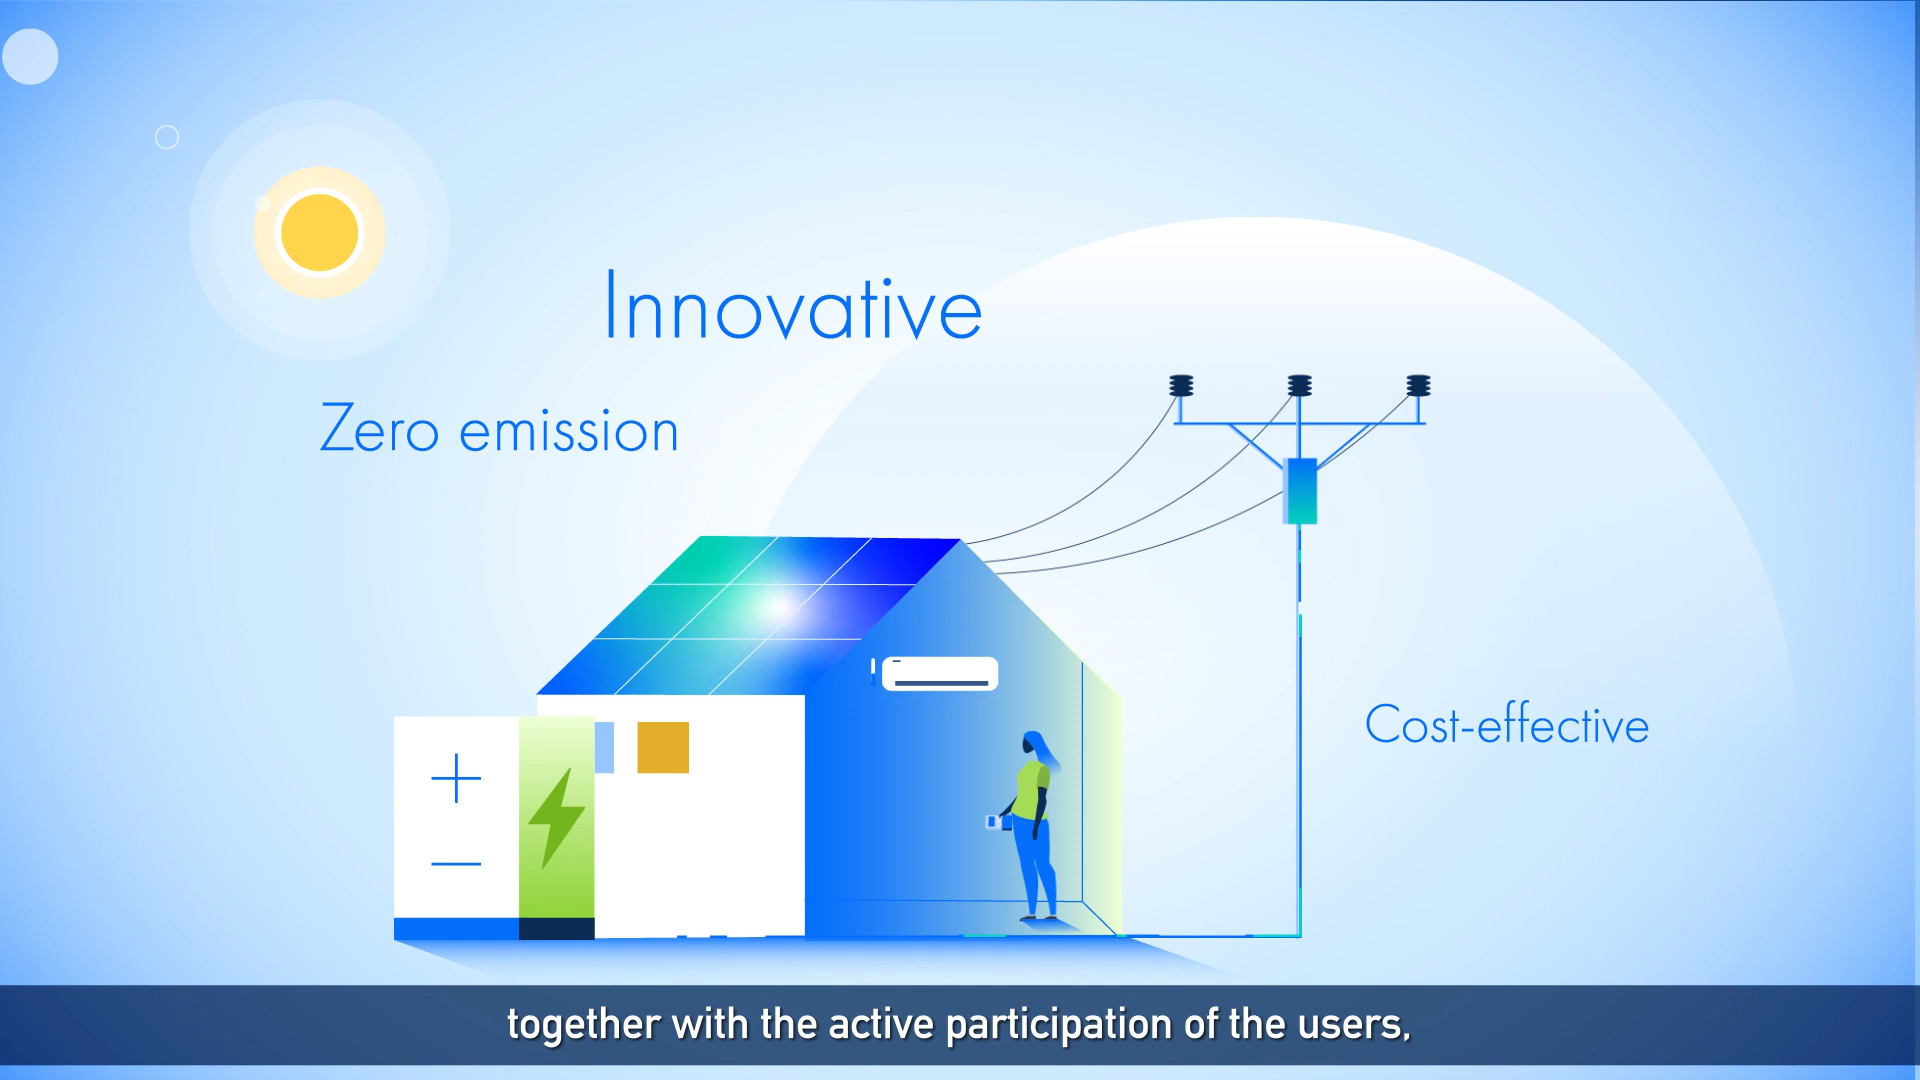 Innovative
Zero emission
Cost-effective
together with the active participation of the users,